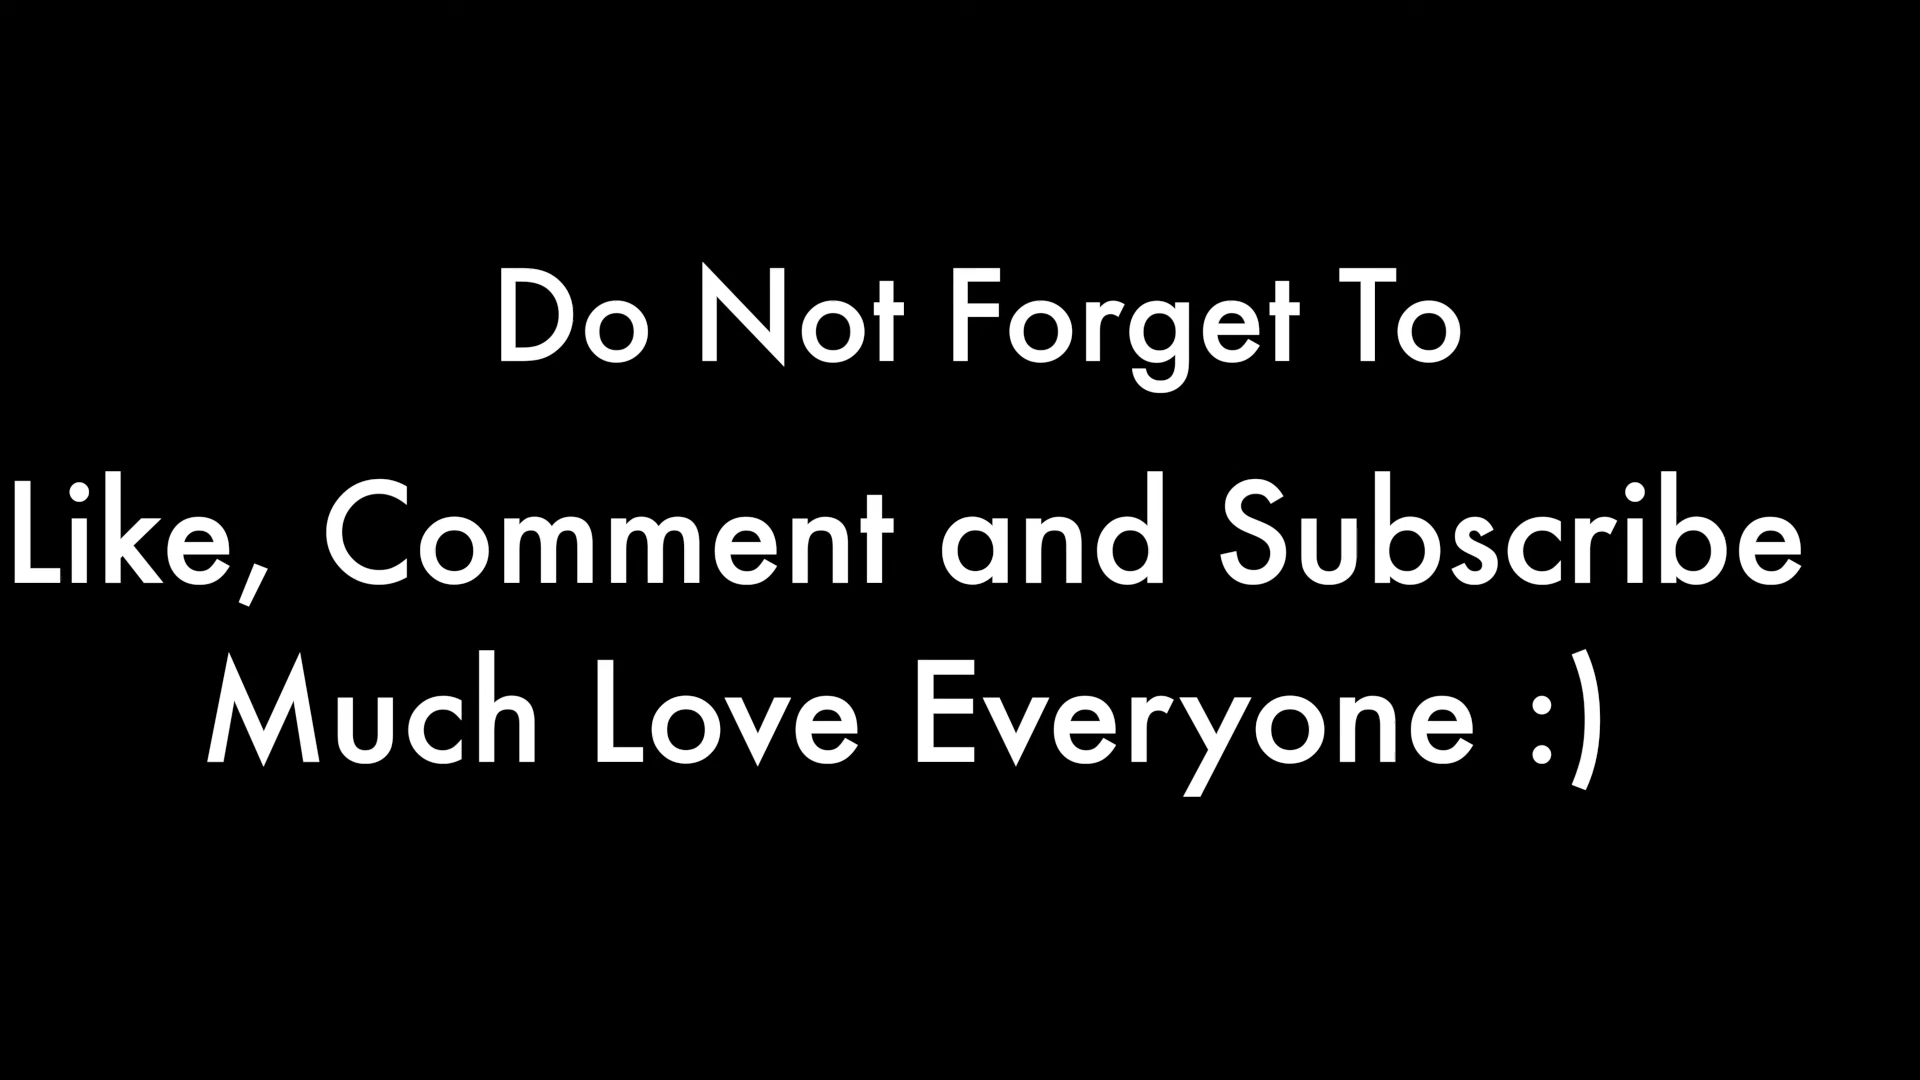 Do Not Forget To
Like, Comment and Subscribe
Much Love Everyone :)